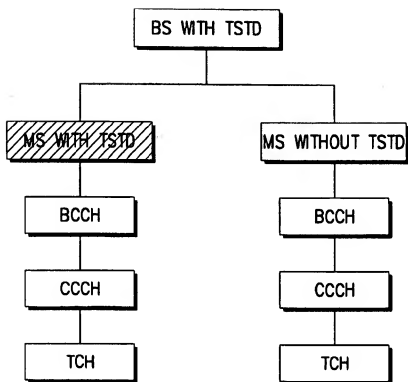 BS WITH TSTD
MS WITH TSTD
MS WITHOUT TSTD
BCCH
BCCH
CCCH
CCCH
TCH
TCH